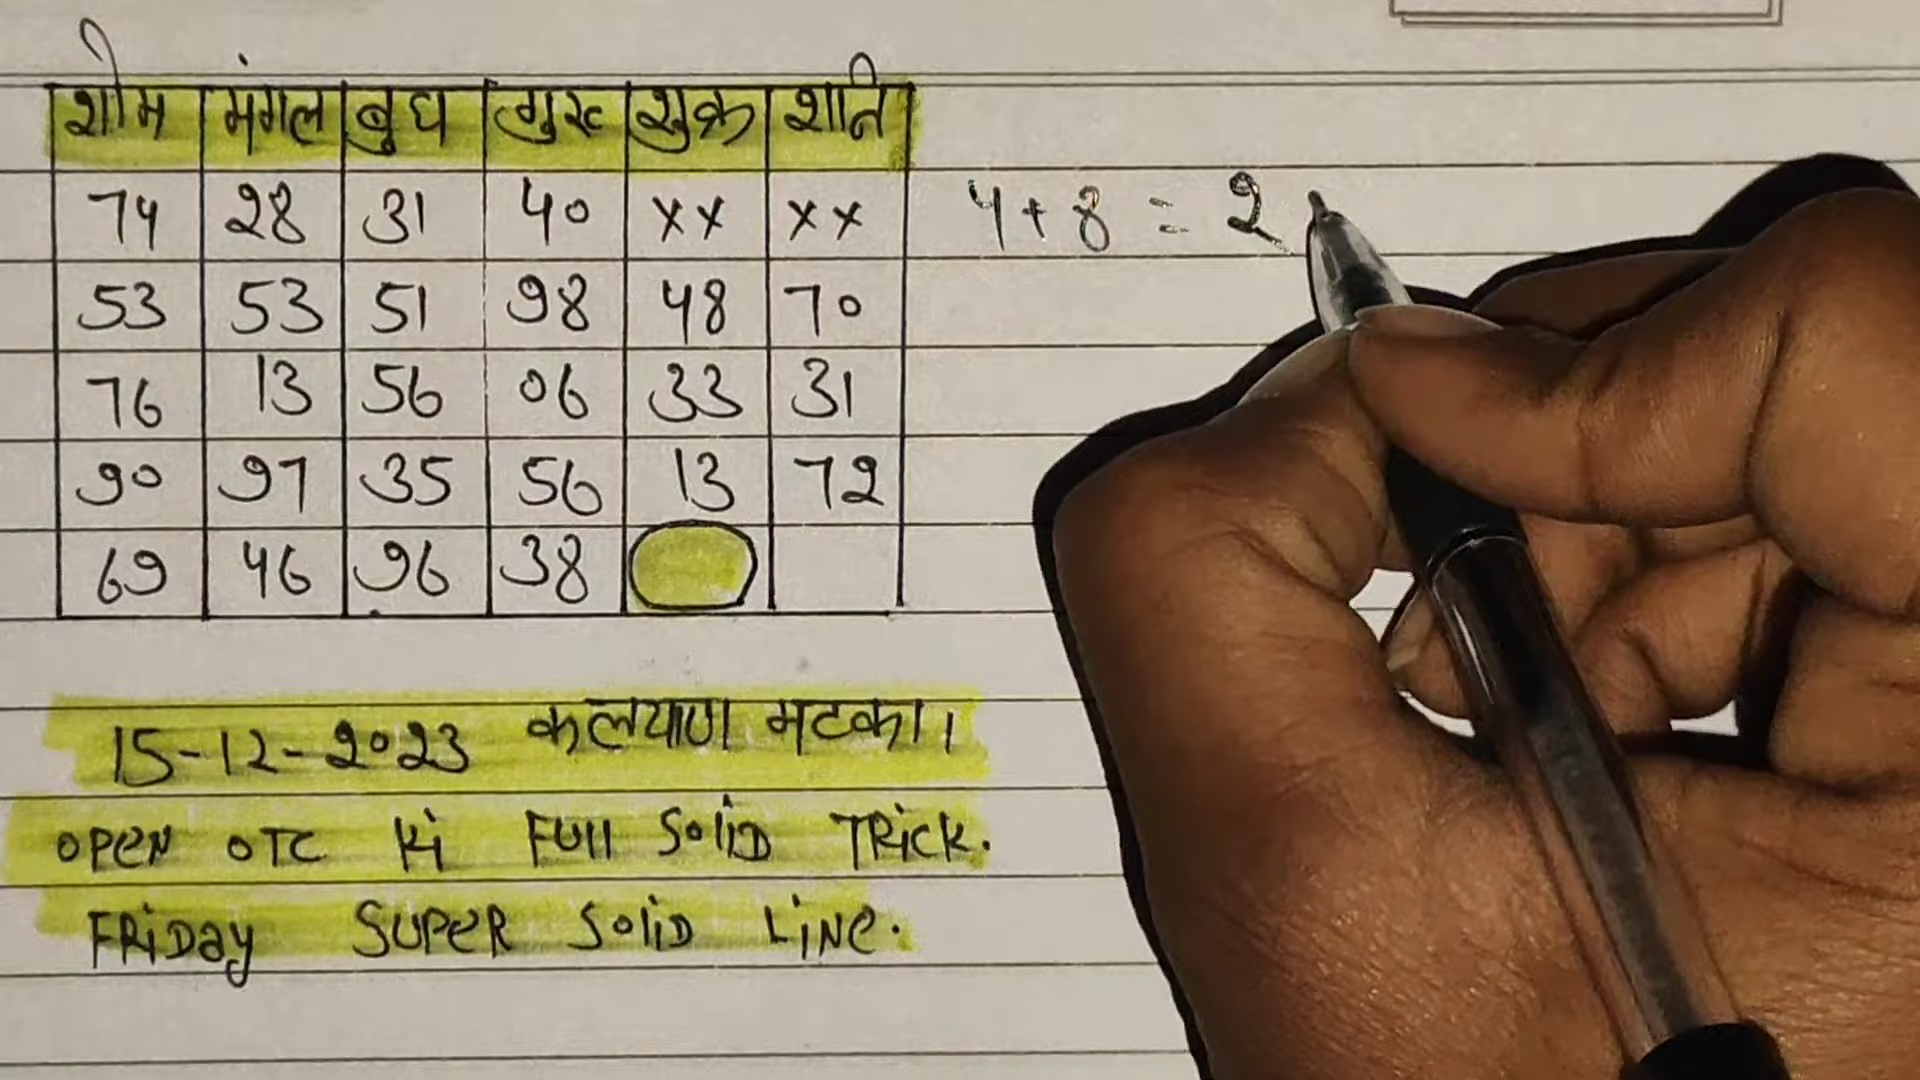 शोम मंगल बुध गुरु शुक्र शनि
74 28 31 40 xx xx
53 53 51 98 48 70
76 13 56 06 33 31
90 97 35 56 13 72
69 46 96 38
4+8 = 2
15-12-2023 कलयाण मटका।
OPEN OTC Ki FUll SoliD TRick.
FRiDay SUPER SoliD LiNe.